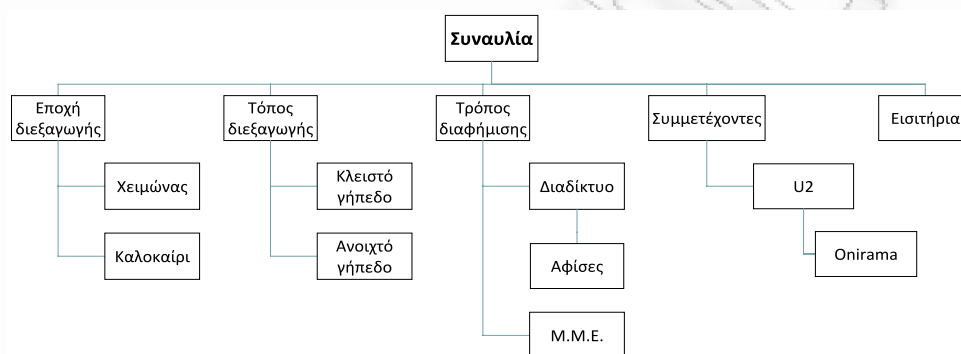 Συναυλία
Εποχή
διεξαγωγής
Τόπος
διεξαγωγής
Τρόπος
διαφήμισης
Συμμετέχοντες
Εισιτήρια
Χειμώνας
Κλειστό
γήπεδο
Διαδίκτυο
U2
Καλοκαίρι
Ανοιχτό
γήπεδο
Αφίσες
Onirama
Μ.Μ.Ε.